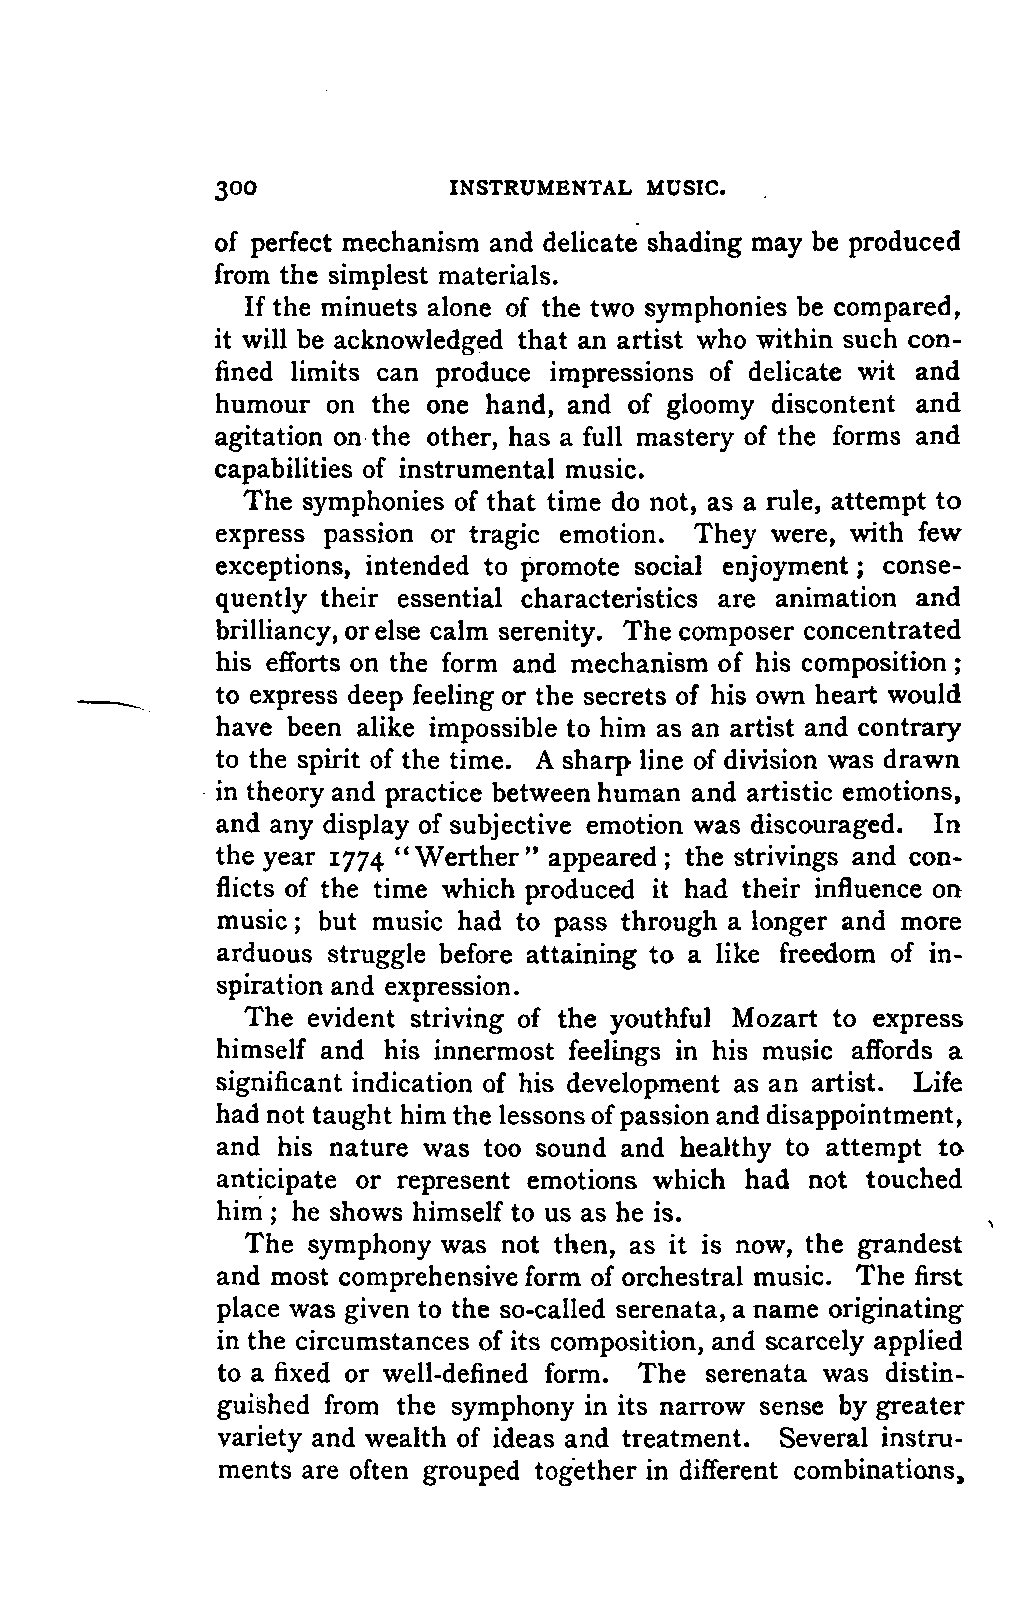 300 INSTRUMENTAL MUSIC.
of perfect mechanism and delicate shading may be produced
from the simplest materials.
If the minuets alone of the two symphonies be compared,
it will be acknowledged that an artist who within such con-
fined limits can produce impressions of delicate wit and
humour on the one hand, and of gloomy discontent and
agitation on the other, has a full mastery of the forms and
capabilities of instrumental music.
The symphonies of that time do not, as a rule, attempt to
express passion or tragic emotion. They were, with few
exceptions, intended to promote social enjoyment ; conse-
quently their essential characteristics are animation and
brilliancy, or else calm serenity. The composer concentrated
his efforts on the form and mechanism of his composition ;
to express deep feeling or the secrets of his own heart would
have been alike impossible to him as an artist and contrary
to the spirit of the time. A sharp line of division was drawn
in theory and practice between human and artistic emotions,
and any display of subjective emotion was discouraged. In
the year 1774 "Werther" appeared ; the strivings and con-
flicts of the time which produced it had their influence on
music ; but music had to pass through a longer and more
arduous struggle before attaining to a like freedom of in-
spiration and expression.
The evident striving of the youthful Mozart to express
himself and his innermost feelings in his music affords a
significant indication of his development as an artist. Life
had not taught him the lessons of passion and disappointment,
and his nature was too sound and healthy to attempt to
anticipate or represent emotions which had not touched
him ; he shows himself to us as he is.
The symphony was not then, as it is now, the grandest
and most comprehensive form of orchestral music. The first
place was given to the so-called serenata, a name originating
in the circumstances of its composition, and scarcely applied
to a fixed or well-defined form. The serenata was distin-
guished from the symphony in its narrow sense by greater
variety and wealth of ideas and treatment. Several instru-
ments are often grouped together in different combinations,